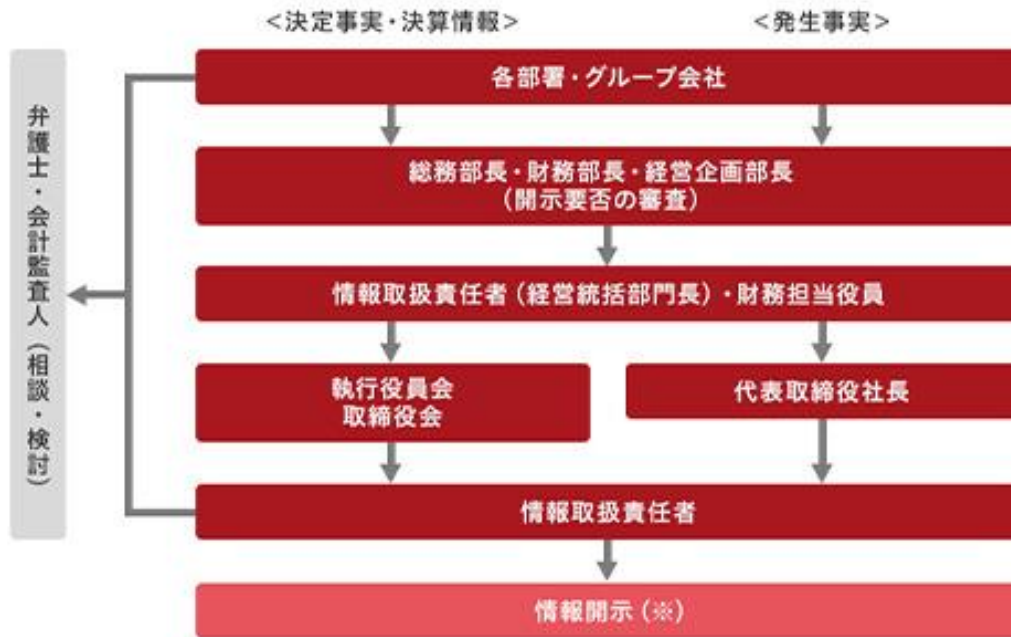 <決定事実・決算情報>
<発生事実>
各部署・グループ会社
総務部長・財務部長・経営企画部長
（開示要否の審査）
情報取扱責任者（経営統括部門長）・財務担当役員
執行役員会
取締役会
代表取締役社長
情報取扱責任者
情報開示（※）
弁護士・会計監査人（相談・検討）